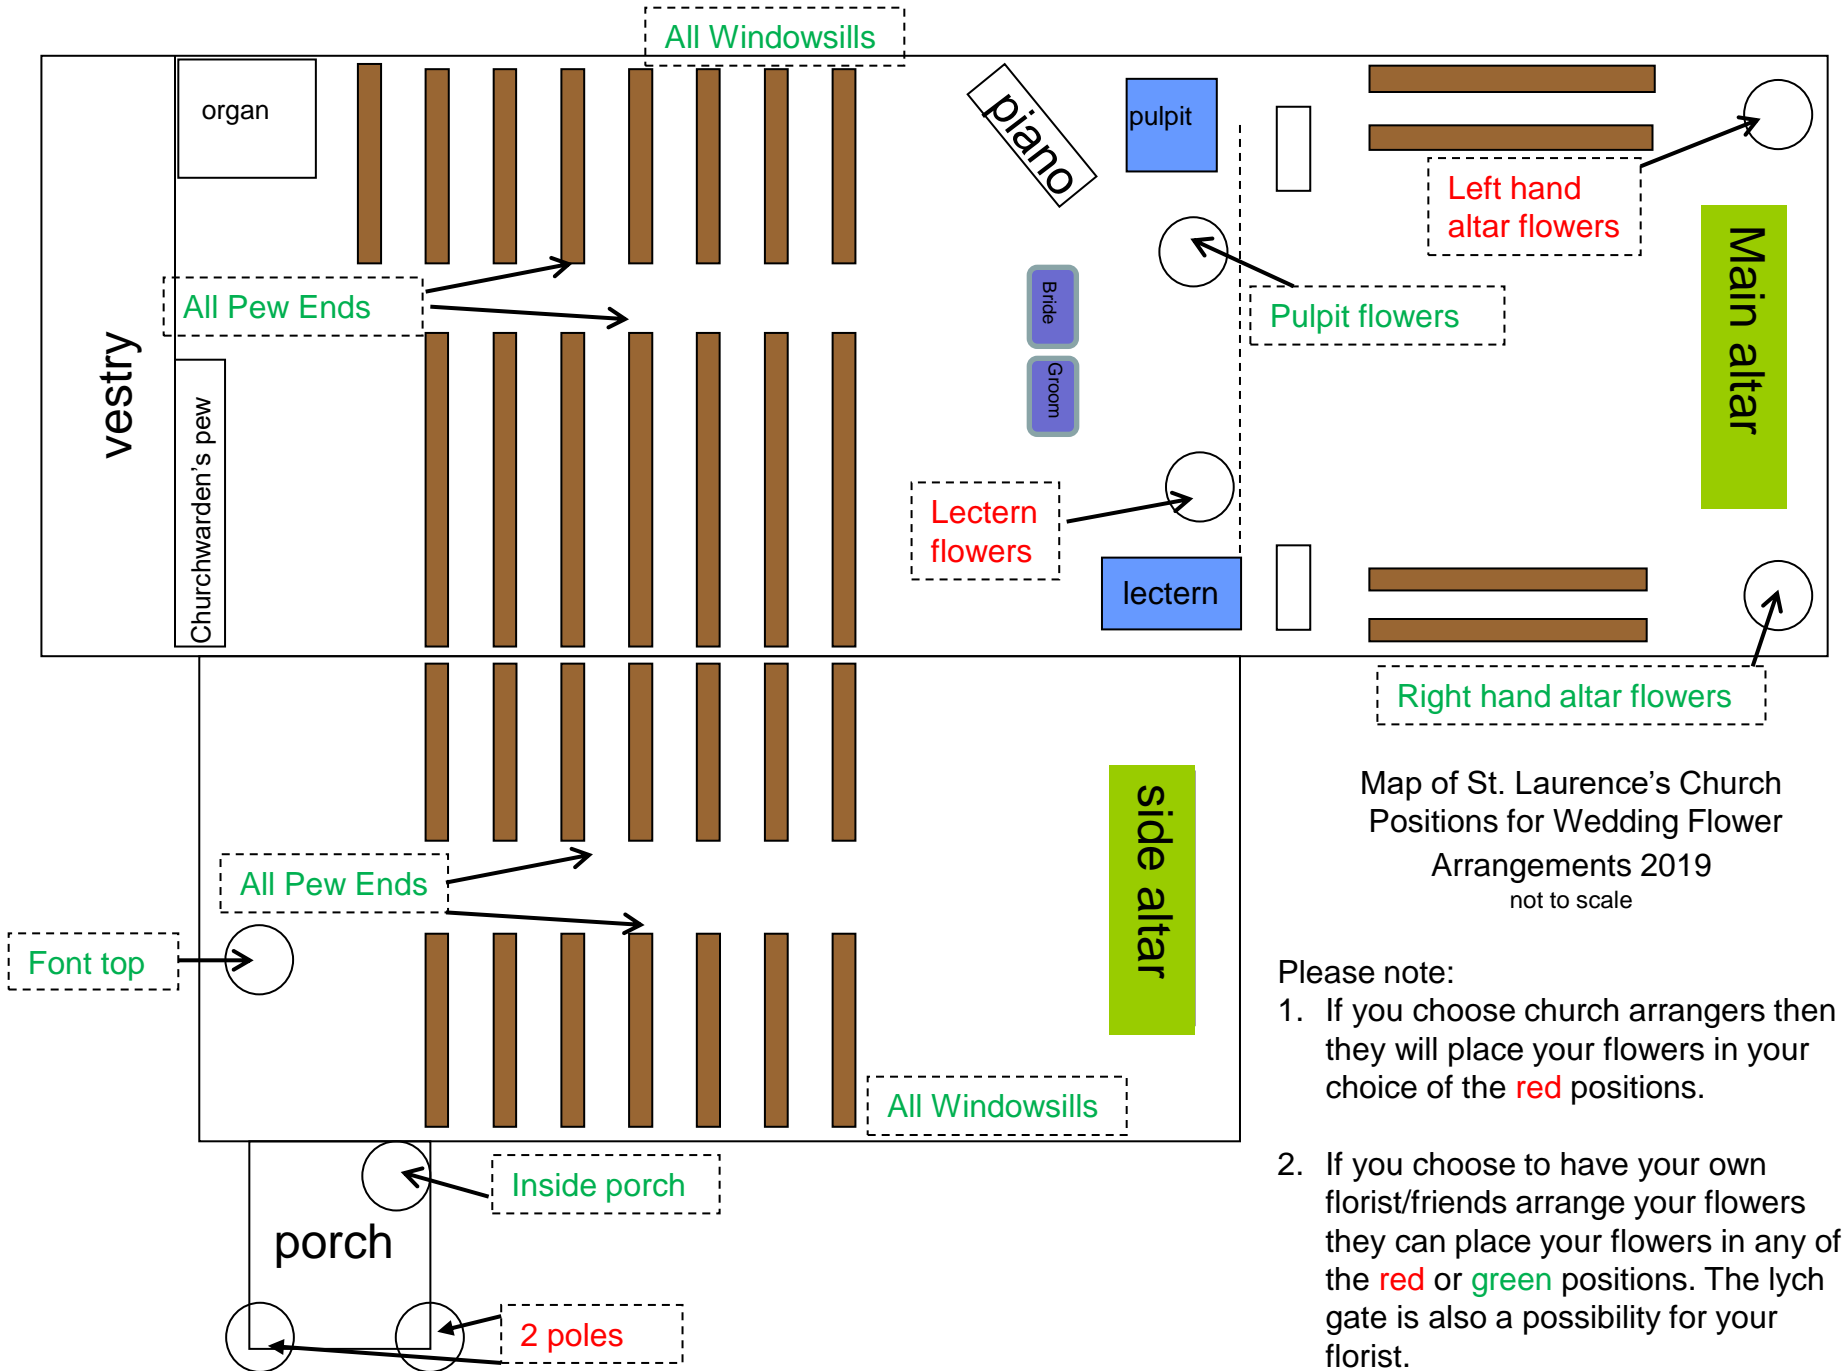 All Windowsills
organ
piano
pulpit
Left hand
altar flowers
Main altar
All Pew Ends
Bride
Groom
Pulpit flowers
vestry
Churchwarden's pew
Lectern
flowers
lectern
Right hand altar flowers
side altar
Map of St. Laurence's Church
Positions for Wedding Flower
Arrangements 2019
not to scale
All Pew Ends
Font top
All Windowsills
Inside porch
porch
2 poles
Please note:
1. If you choose church arrangers then
they will place your flowers in your
choice of the red positions.
2. If you choose to have your own
florist/friends arrange your flowers
they can place your flowers in any of
the red or green positions. The lych
gate is also a possibility for your
florist.